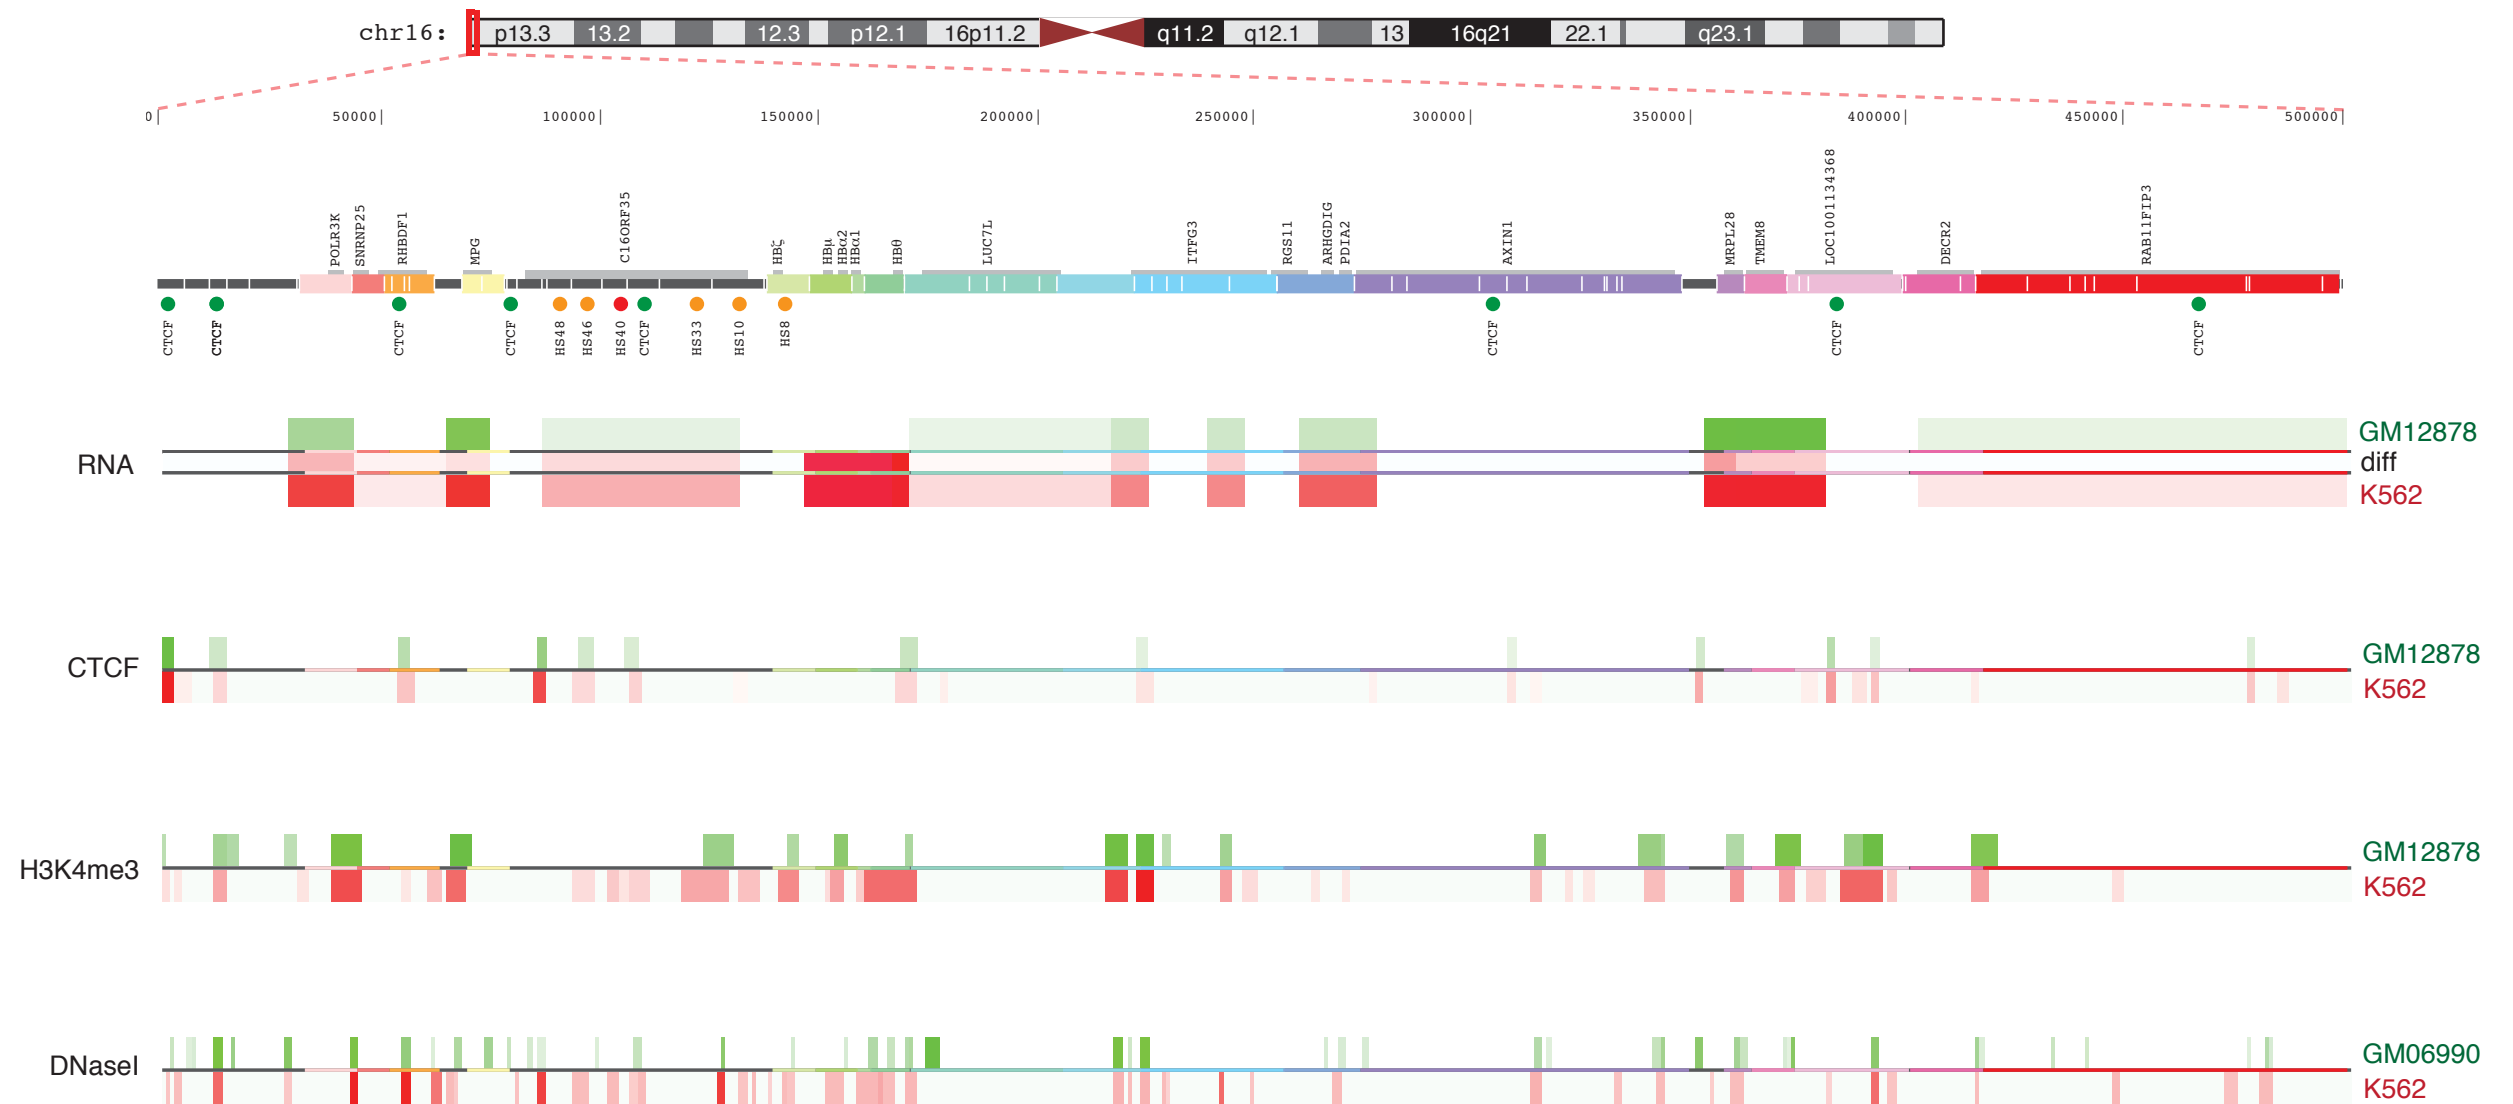 chr16: p13.3 13.2 12.3 p12.1 16p11.2 q11.2 q12.1 13 16q21 22.1 q23.1
0 50000 100000 150000 200000 250000 300000 350000 400000 450000 500000
POLR3K SNRNP25 RHBDF1 MPG C16ORF35 HBζ HBμ HBα2 HBα1 HBθ LUC7L ITFG3 RGS11 ARHGDIG PDIA2 AXIN1 MRPL28 TMEM8 LOC100134368 DECR2 RAB11FIP3
CTCF CTCF CTCF CTCF HS48 HS46 HS40 CTCF HS33 HS10 HS8 CTCF CTCF CTCF
RNA
GM12878
diff
K562
CTCF
GM12878
K562
H3K4me3
GM12878
K562
DNaseI
GM06990
K562